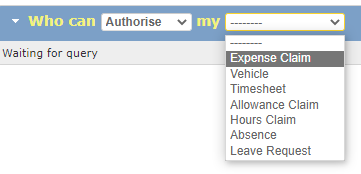 Who can Authorise my --------
Waiting for query
--------
Expense Claim
Vehicle
Timesheet
Allowance Claim
Hours Claim
Absence
Leave Request